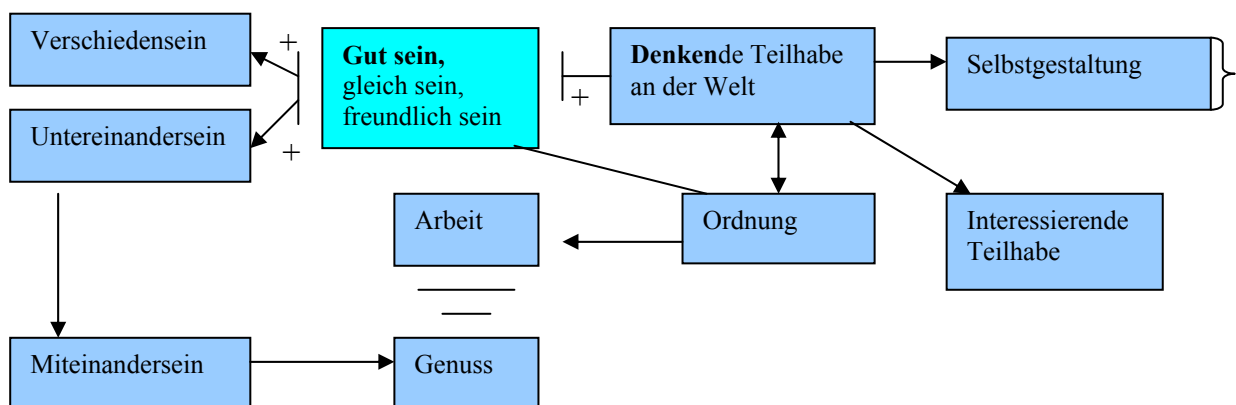 Verschiedensein
+
Gut sein,
gleich sein,
freundlich sein
Denkende Teilhabe
an der Welt
+
Selbstgestaltung
Untereinandersein
+
Arbeit
Ordnung
Interessierende
Teilhabe
Miteinandersein
Genuss